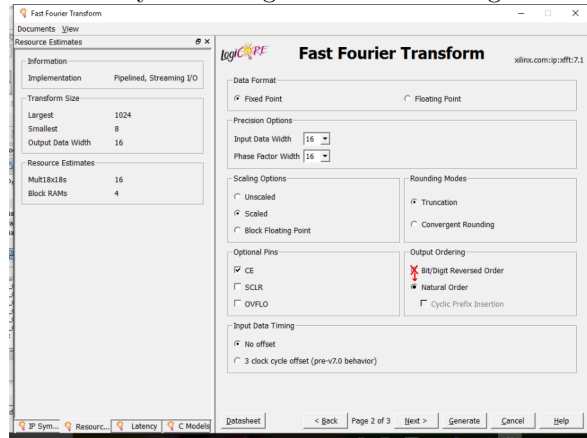 Fast Fourier Transform
Documents View
Resource Estimates
Information
Implementation Pipelined, Streaming I/O
Transform Size
Largest 1024
Smallest 8
Output Data Width 16
Resource Estimates
Mult18x18s 16
Block RAMs 4
IP Sym... Resourc... Latency C Models
logiCORE Fast Fourier Transform xilinx.com:ip:xfft:7.1
Data Format
Fixed Point Floating Point
Precision Options
Input Data Width 16
Phase Factor Width 16
Scaling Options
Unscaled
Scaled
Block Floating Point
Rounding Modes
Truncation
Convergent Rounding
Optional Pins
CE
SCLR
OVFLO
Output Ordering
Bit/Digit Reversed Order
Natural Order
Cyclic Prefix Insertion
Input Data Timing
No offset
3 clock cycle offset (pre-v7.0 behavior)
Datasheet < Back Page 2 of 3 Next > Generate Cancel Help